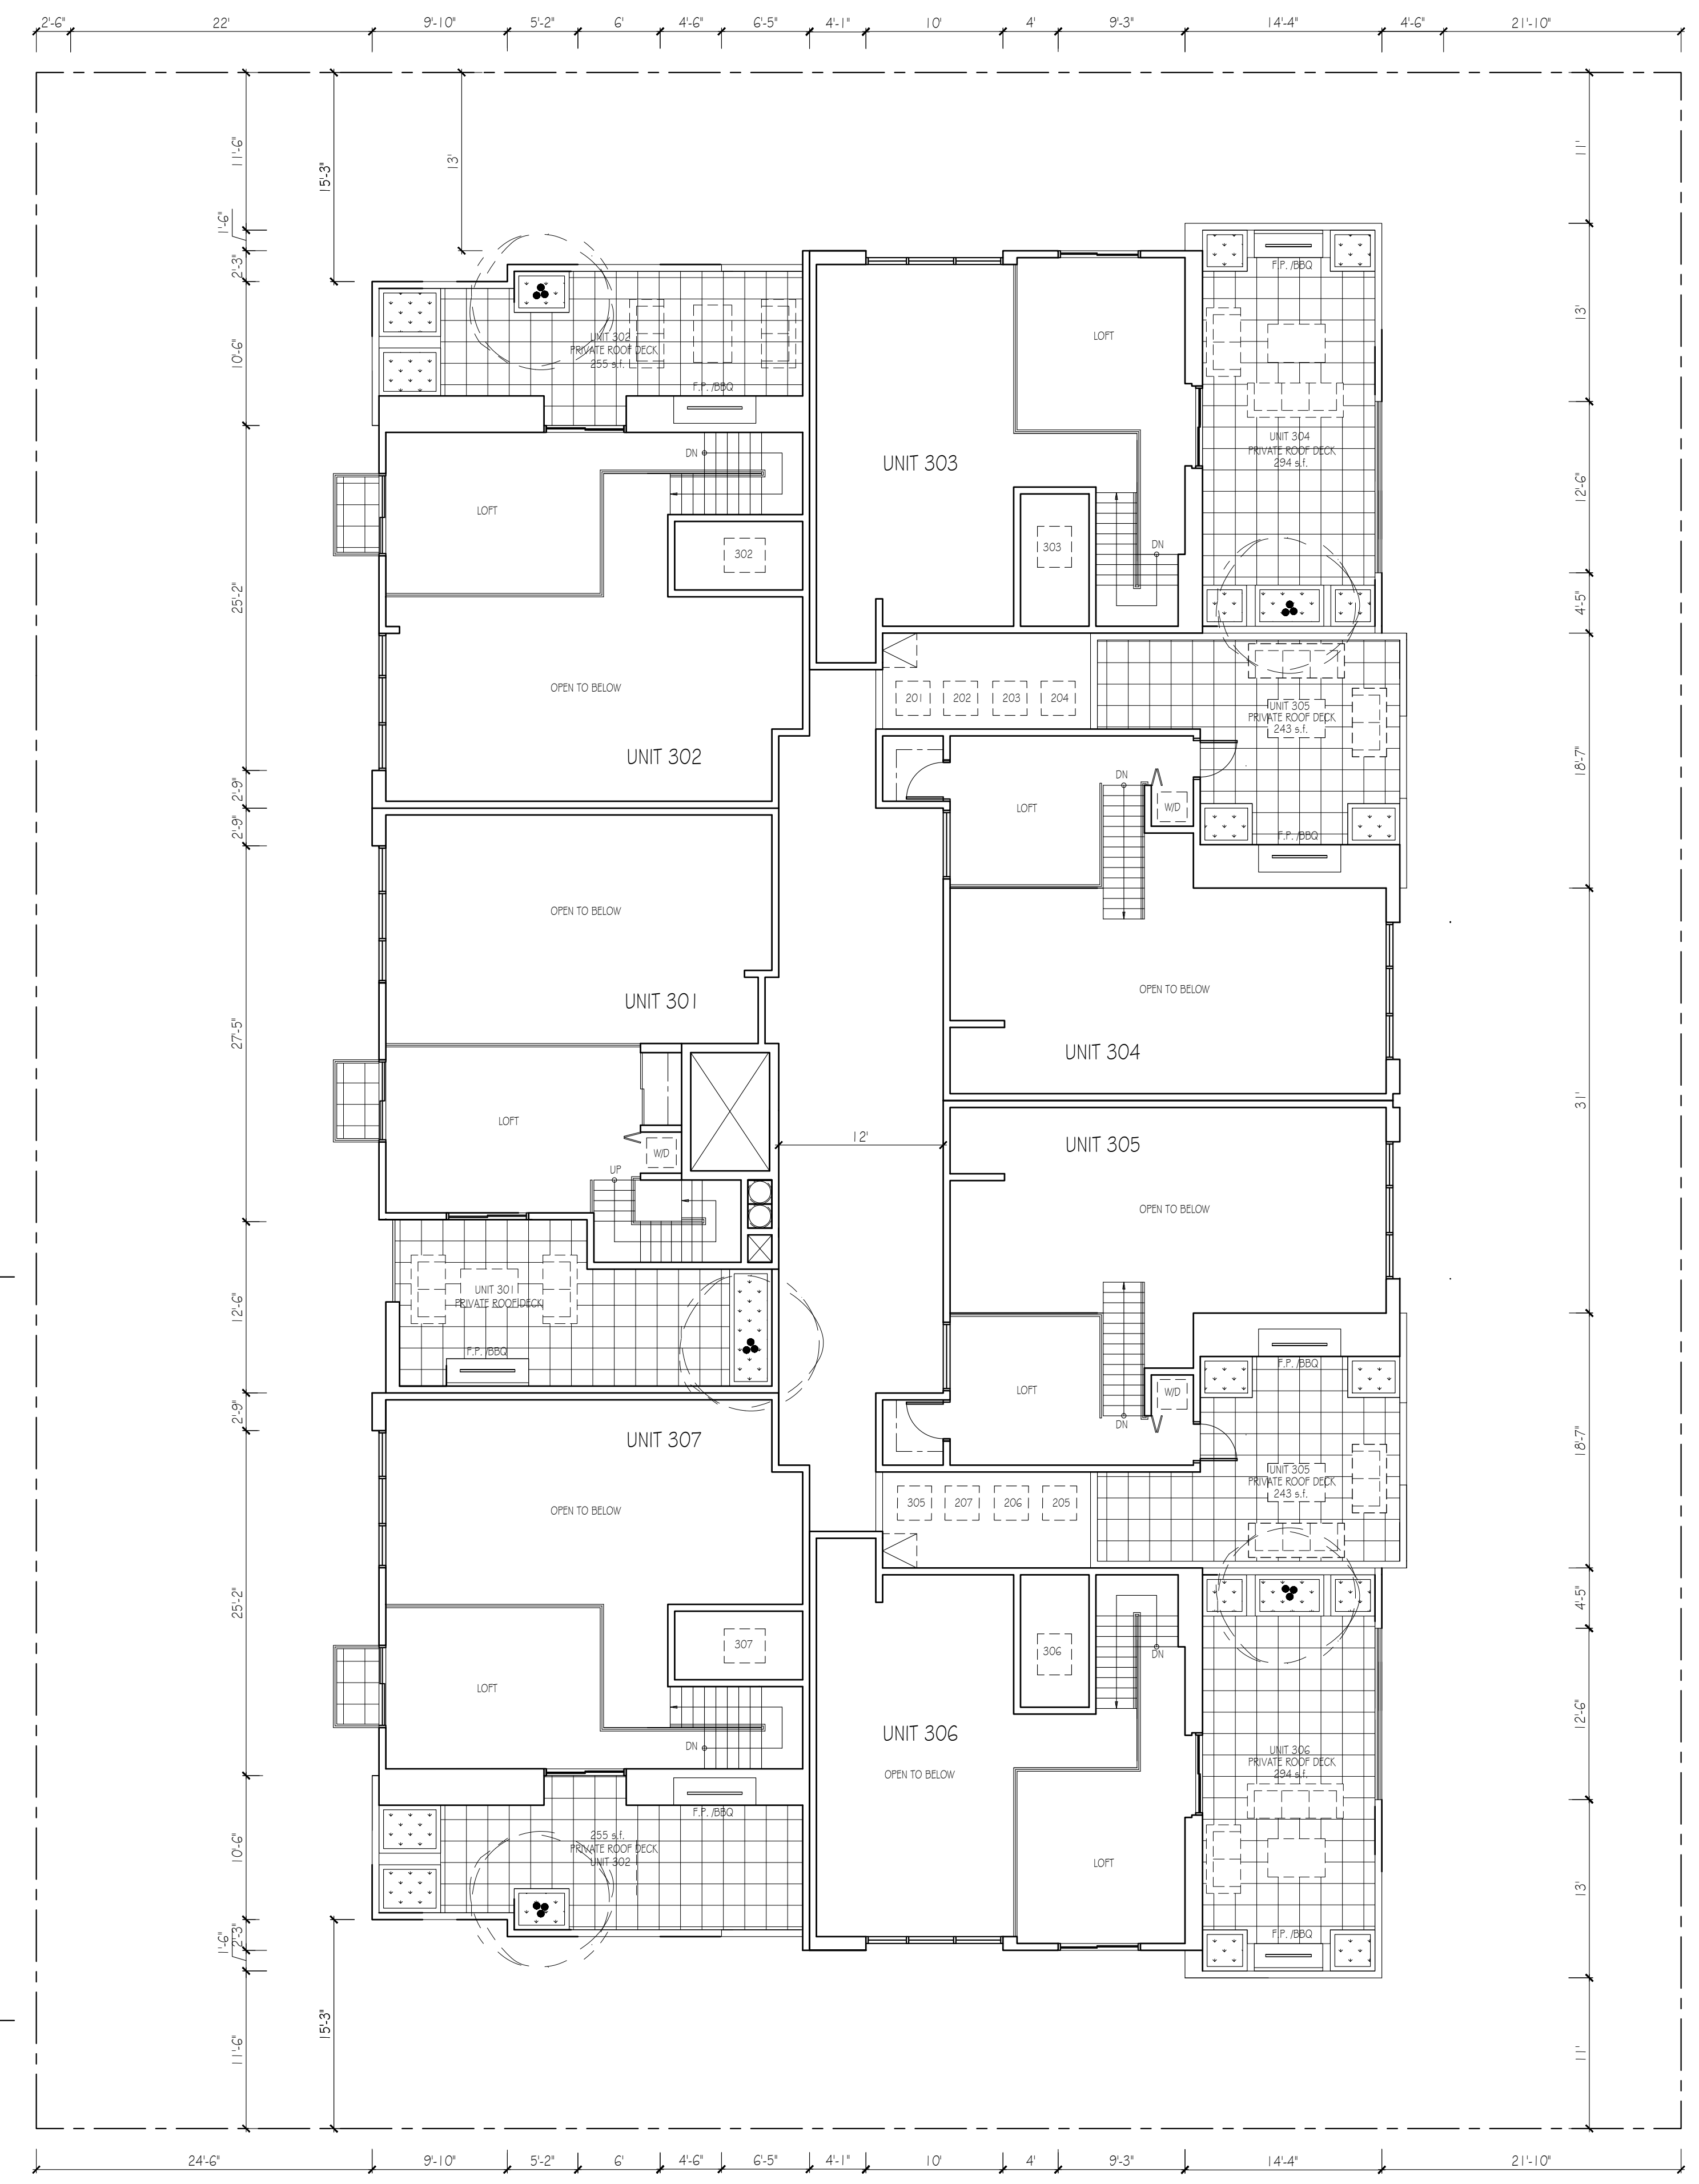 2'-6"
22'
9'-10"
5'-2"
6'
4'-6"
6'-5"
4'-1"
10'
4'
9'-3"
14'-4"
4'-6"
21'-10"
11'-6"
15'-3"
13'
11'
1'-6"
2'-3"
F.P. /BBQ
13'
UNIT 302
PRIVATE ROOF DECK
255 s.f.
LOFT
10'-6"
F.P. /BBQ
UNIT 304
PRIVATE ROOF DECK
294 s.f.
DN
UNIT 303
12'-6"
LOFT
302
303
DN
25'-2"
4'-5"
OPEN TO BELOW
201
202
203
204
UNIT 305
PRIVATE ROOF DECK
243 s.f.
UNIT 302
18'-7"
2'-9"
DN
LOFT
W/D
2'-9"
F.P. /BBQ
OPEN TO BELOW
UNIT 301
OPEN TO BELOW
27'-5"
UNIT 304
31'
LOFT
12'
UNIT 305
W/D
UP
OPEN TO BELOW
UNIT 301
PRIVATE ROOF DECK
12'-6"
F.P. /BBQ
F.P. /BBQ
LOFT
W/D
2'-9"
DN
UNIT 307
18'-7"
UNIT 305
PRIVATE ROOF DECK
243 s.f.
OPEN TO BELOW
305
207
206
205
25'-2"
4'-5"
307
306
DN
LOFT
12'-6"
UNIT 306
DN
UNIT 306
PRIVATE ROOF DECK
294 s.f.
OPEN TO BELOW
F.P. /BBQ
10'-6"
255 s.f.
PRIVATE ROOF DECK
UNIT 302
LOFT
13'
2'-3"
1'-6"
F.P. /BBQ
15'-3"
11'-6"
11'
24'-6"
9'-10"
5'-2"
6'
4'-6"
6'-5"
4'-1"
10'
4'
9'-3"
14'-4"
21'-10"